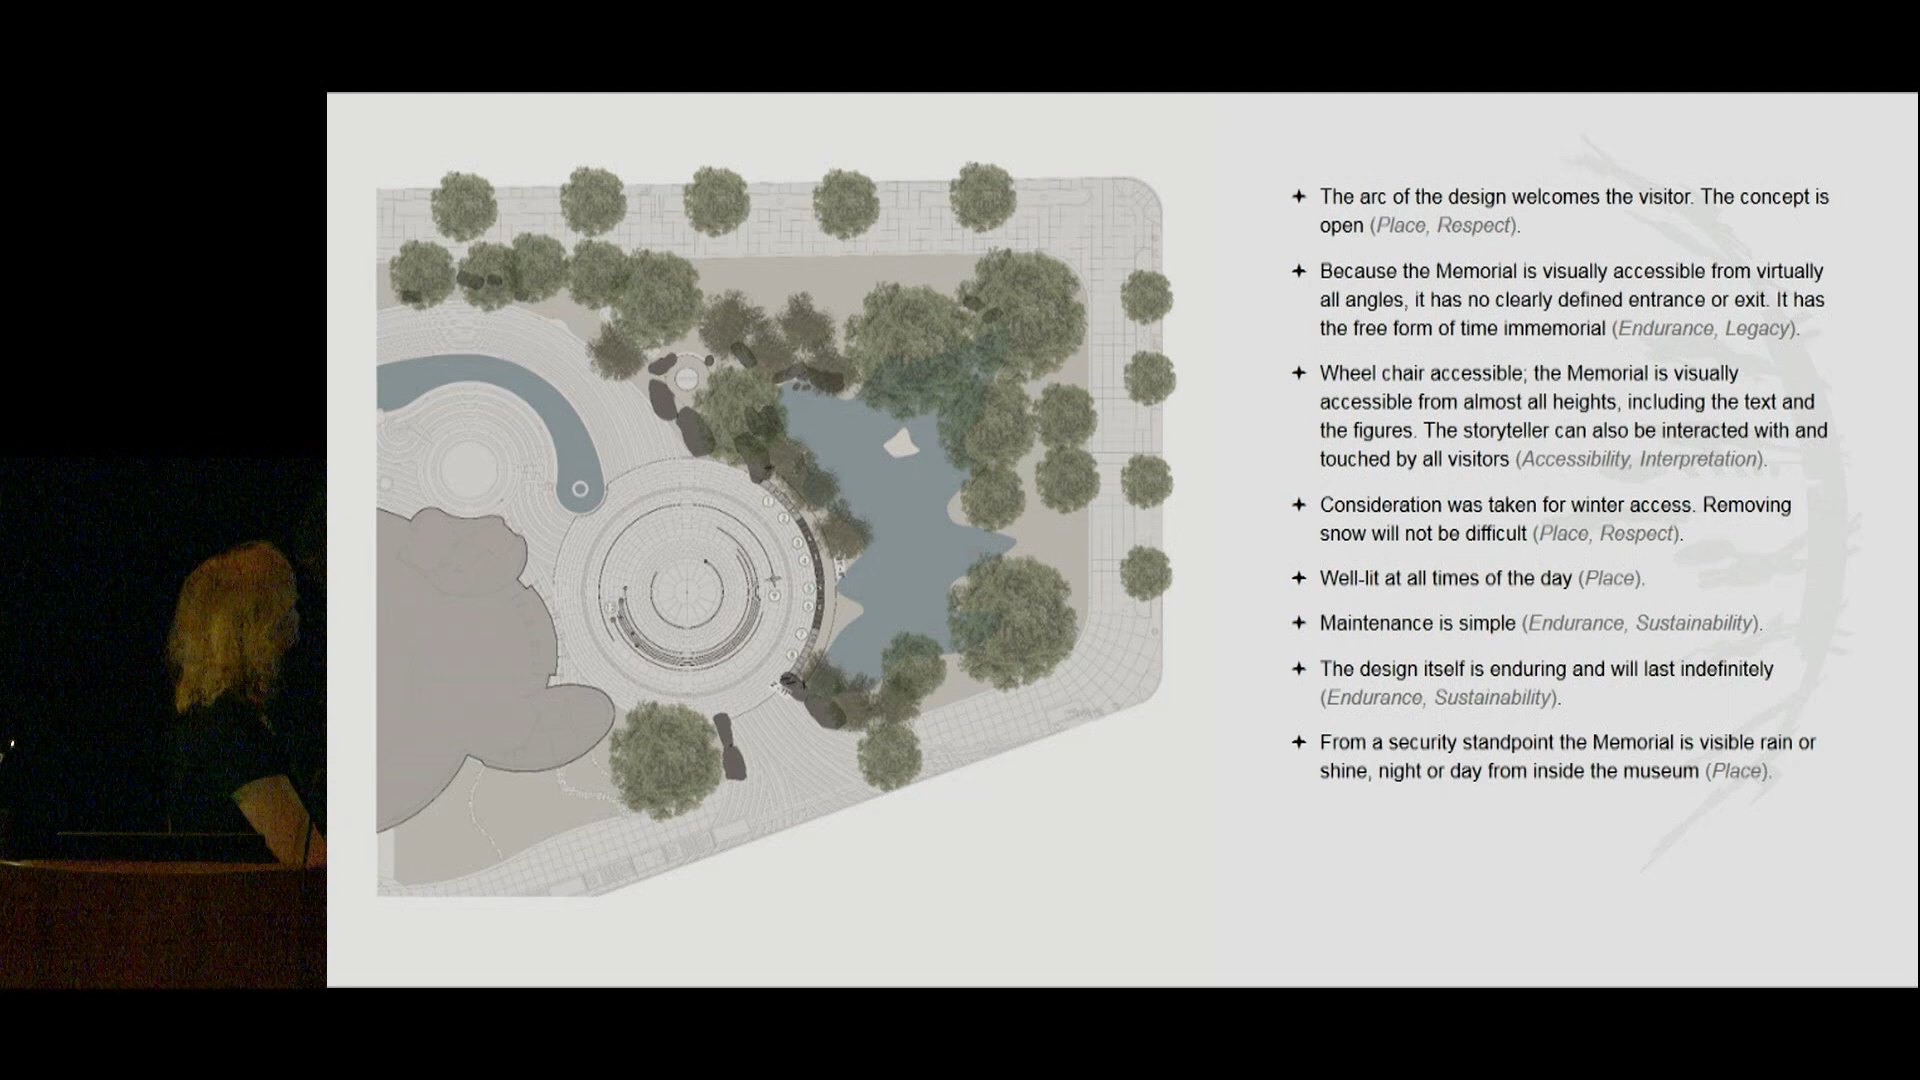 The arc of the design welcomes the visitor. The concept is
open (Place, Respect).
Because the Memorial is visually accessible from virtually
all angles, it has no clearly defined entrance or exit. It has
the free form of time immemorial (Endurance, Legacy).
Wheel chair accessible; the Memorial is visually
accessible from almost all heights, including the text and
the figures. The storyteller can also be interacted with and
touched by all visitors (Accessibility, Interpretation).
Consideration was taken for winter access. Removing
snow will not be difficult (Place, Respect).
Well-lit at all times of the day (Place).
Maintenance is simple (Endurance, Sustainability).
The design itself is enduring and will last indefinitely
(Endurance, Sustainability).
From a security standpoint the Memorial is visible rain or
shine, night or day from inside the museum (Place).